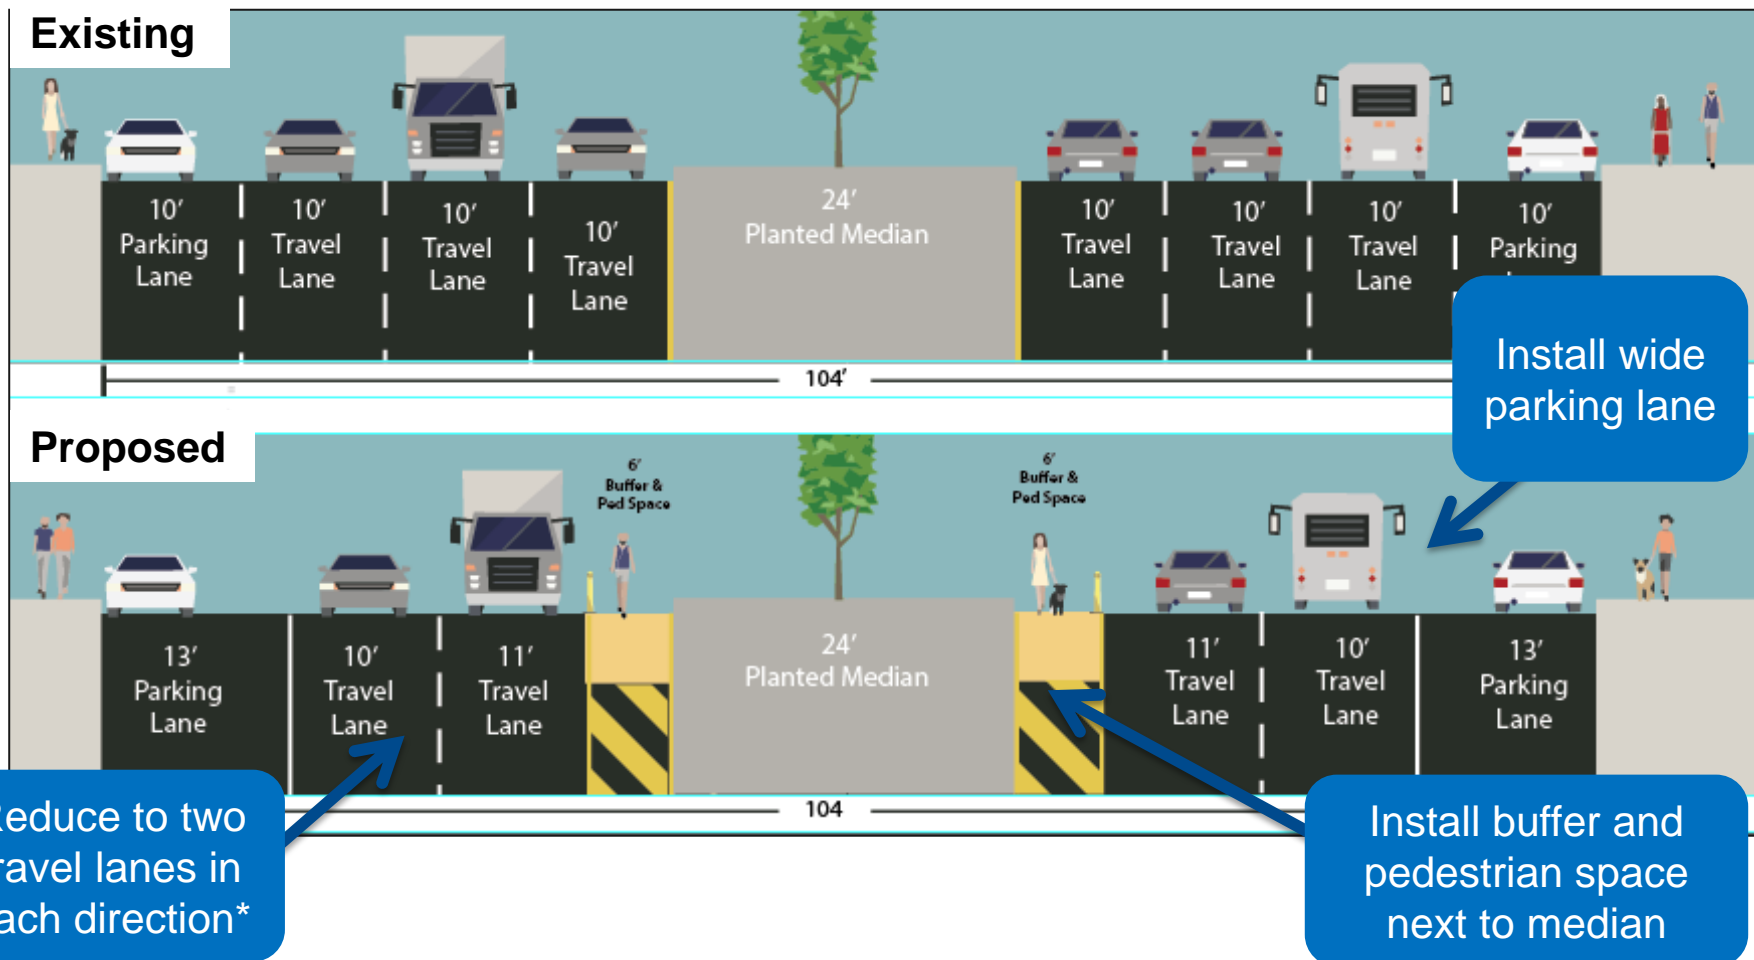 Existing
10'
Parking
Lane
10'
Travel
Lane
10'
Travel
Lane
10'
Travel
Lane
24'
Planted Median
10'
Travel
Lane
10'
Travel
Lane
10'
Travel
Lane
10'
Parking
104'
Install wide
parking lane
Proposed
6'
Buffer &
Ped Space
6'
Buffer &
Ped Space
13'
Parking
Lane
10'
Travel
Lane
11'
Travel
Lane
24'
Planted Median
11'
Travel
Lane
10'
Travel
Lane
13'
Parking
Lane
104
Reduce to two
travel lanes in
each direction*
Install buffer and
pedestrian space
next to median